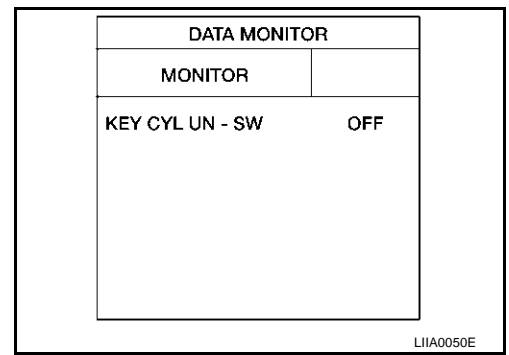 DATA MONITOR
MONITOR
KEY CYL UN - SW OFF
LIIA0050E